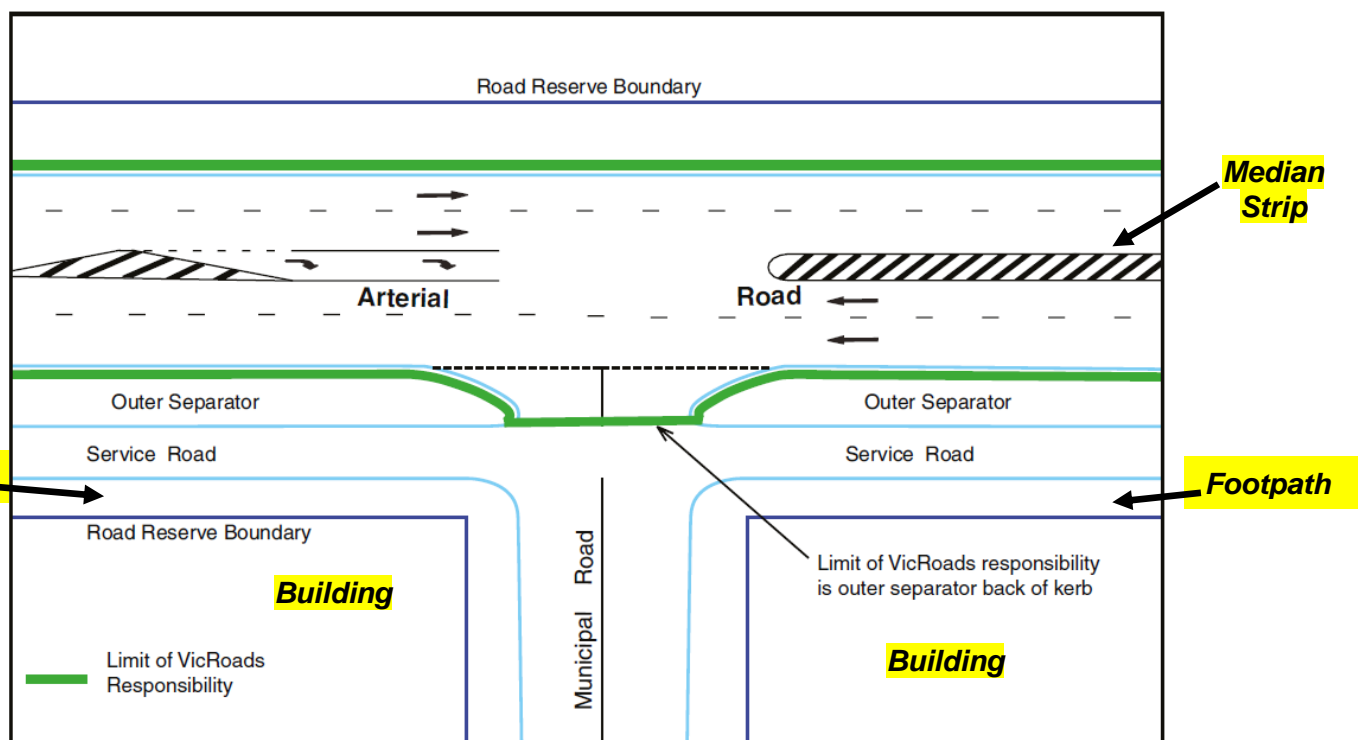 Road Reserve Boundary
Median
Strip
Arterial
Road
Outer Separator
Outer Separator
Service Road
Service Road
Footpath
Road Reserve Boundary
Municipal Road
Limit of VicRoads responsibility
is outer separator back of kerb
Building
Building
Limit of VicRoads
Responsibility